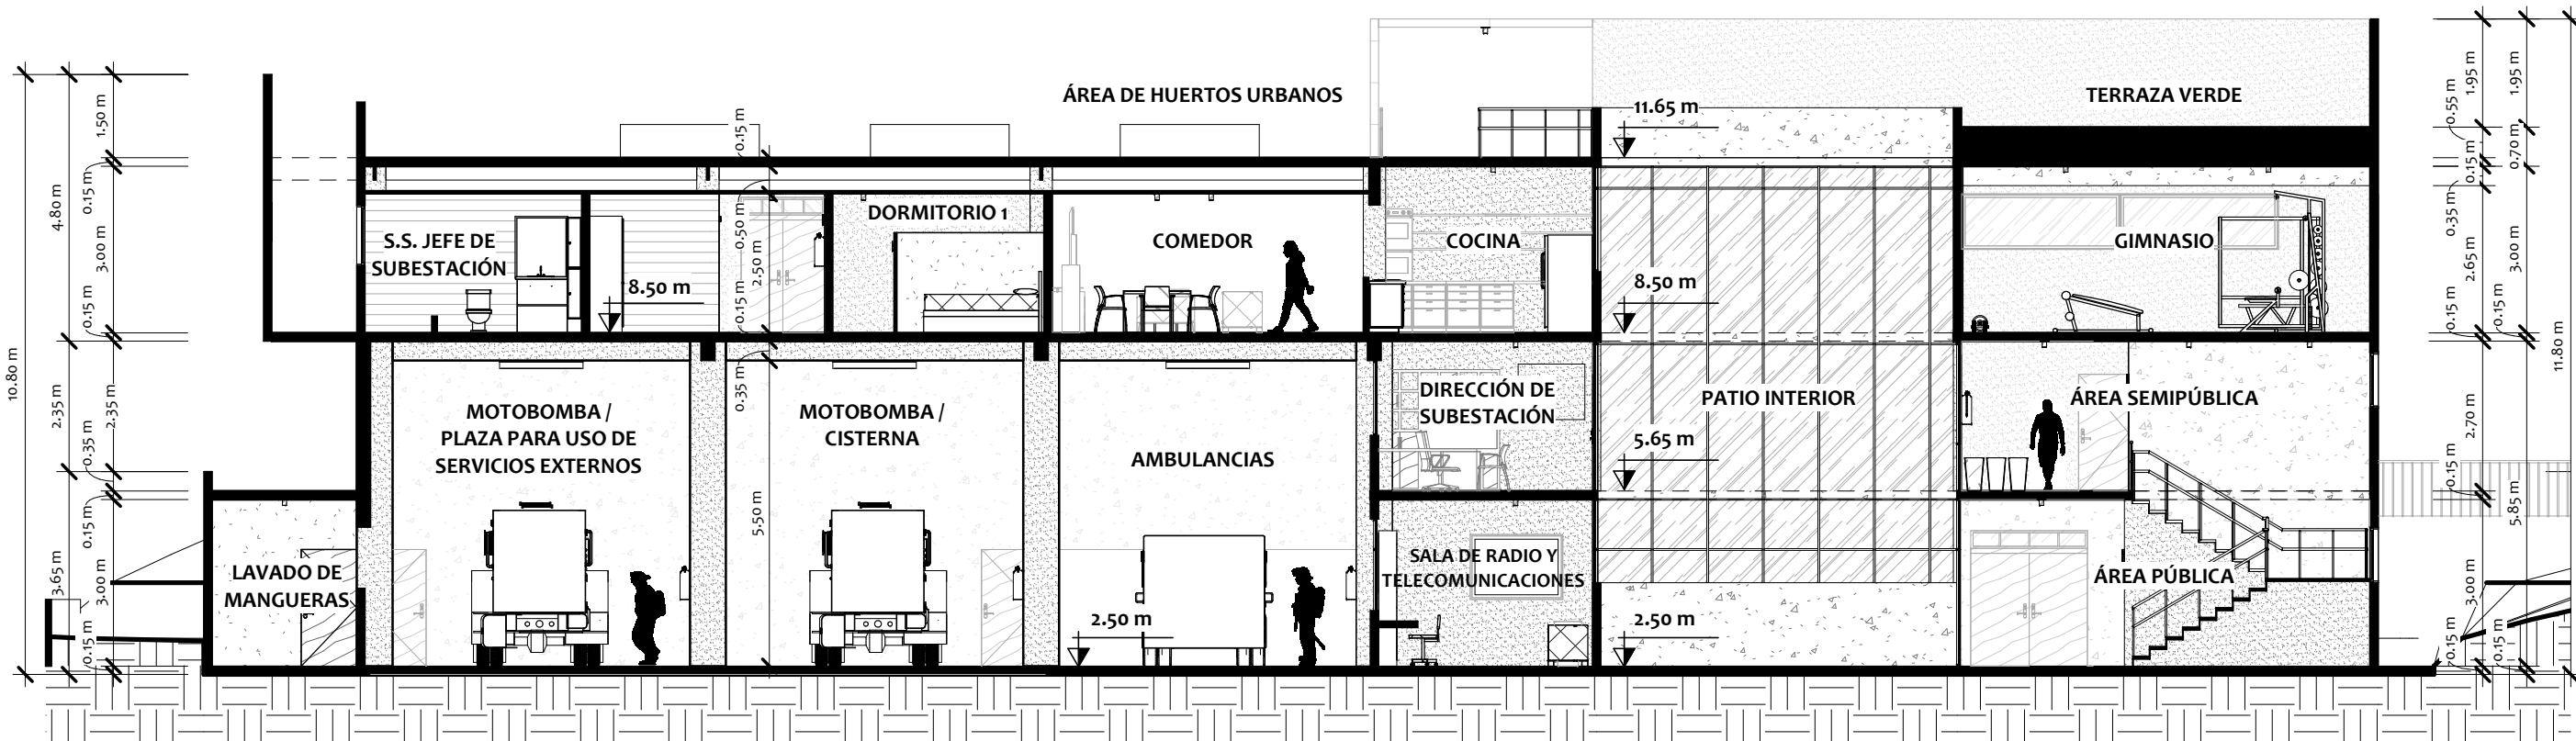 ÁREA DE HUERTOS URBANOS
TERRAZA VERDE
11.65 m
S.S. JEFE DE
SUBESTACIÓN
8.50 m
DORMITORIO 1
COMEDOR
COCINA
8.50 m
GIMNASIO
MOTOBOMBA /
PLAZA PARA USO DE
SERVICIOS EXTERNOS
MOTOBOMBA /
CISTERNA
AMBULANCIAS
DIRECCIÓN DE
SUBESTACIÓN
5.65 m
PATIO INTERIOR
ÁREA SEMIPÚBLICA
LAVADO DE
MANGUERAS
2.50 m
SALA DE RADIO Y
TELECOMUNICACIONES
2.50 m
ÁREA PÚBLICA
10.80 m
4.80 m
2.35 m
3.65 m
1.50 m
0.15 m
3.00 m
0.15 m
2.35 m
0.35 m
0.15 m
3.00 m
0.15 m
0.15 m
0.50 m
2.50 m
0.15 m
0.35 m
5.50 m
0.55 m
0.15 m
0.35 m
2.65 m
0.15 m
2.70 m
0.15 m
3.00 m
0.15 m
1.95 m
1.95 m
0.70 m
3.00 m
0.15 m
5.85 m
0.15 m
11.80 m